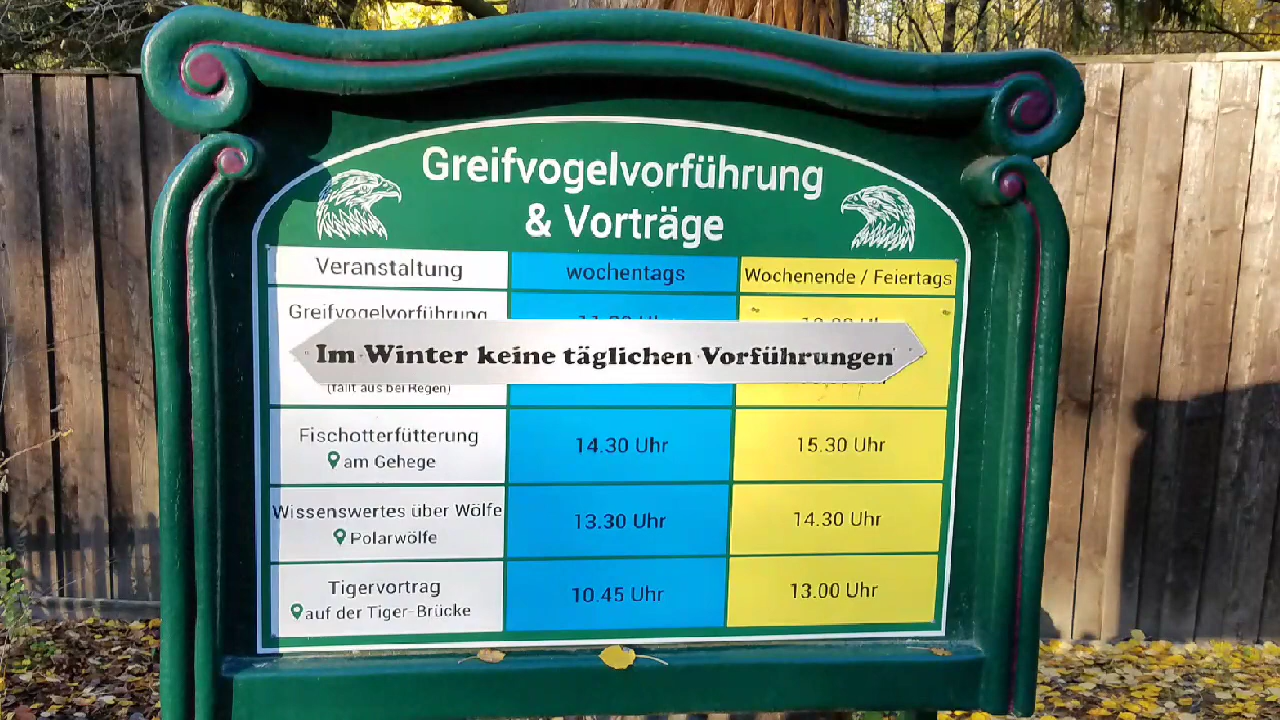 Greifvogelvorführung
& Vorträge
Veranstaltung wochentags Wochenende / Feiertags
Greifvogelvorführung
Im Winter keine täglichen Vorführungen
(fällt aus bei Regen)
Fischotterfütterung 14.30 Uhr 15.30 Uhr
am Gehege
Wissenswertes über Wölfe 13.30 Uhr 14.30 Uhr
Polarwölfe
Tigervortrag 10.45 Uhr 13.00 Uhr
auf der Tiger-Brücke